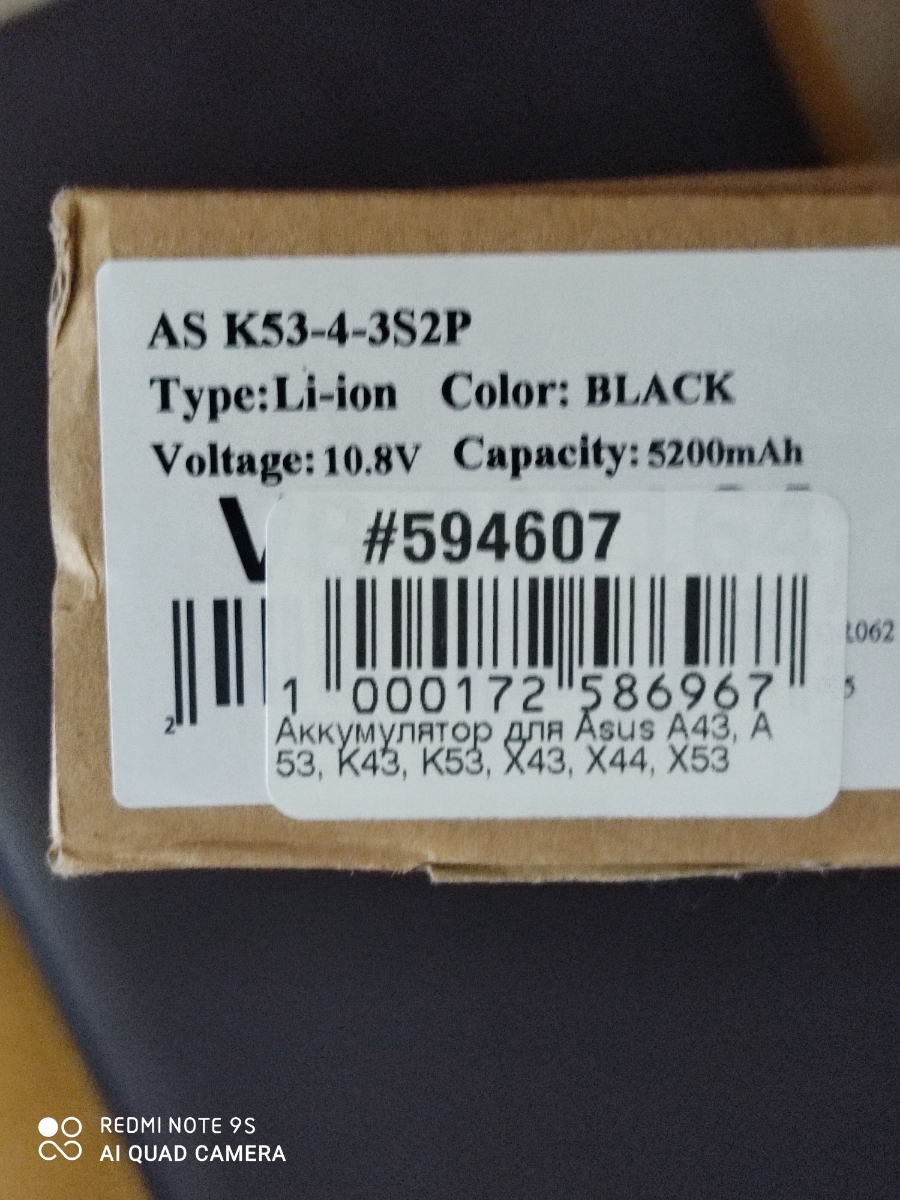 AS K53-4-3S2P
Type:Li-ion Color: BLACK
Voltage:10.8V Capacity:5200mAh
#594607
1 000172 586967
Аккумулятор для Asus A43, A
53, K43, K53, X43, X44, X53
2
REDMI NOTE 9S
AI QUAD CAMERA